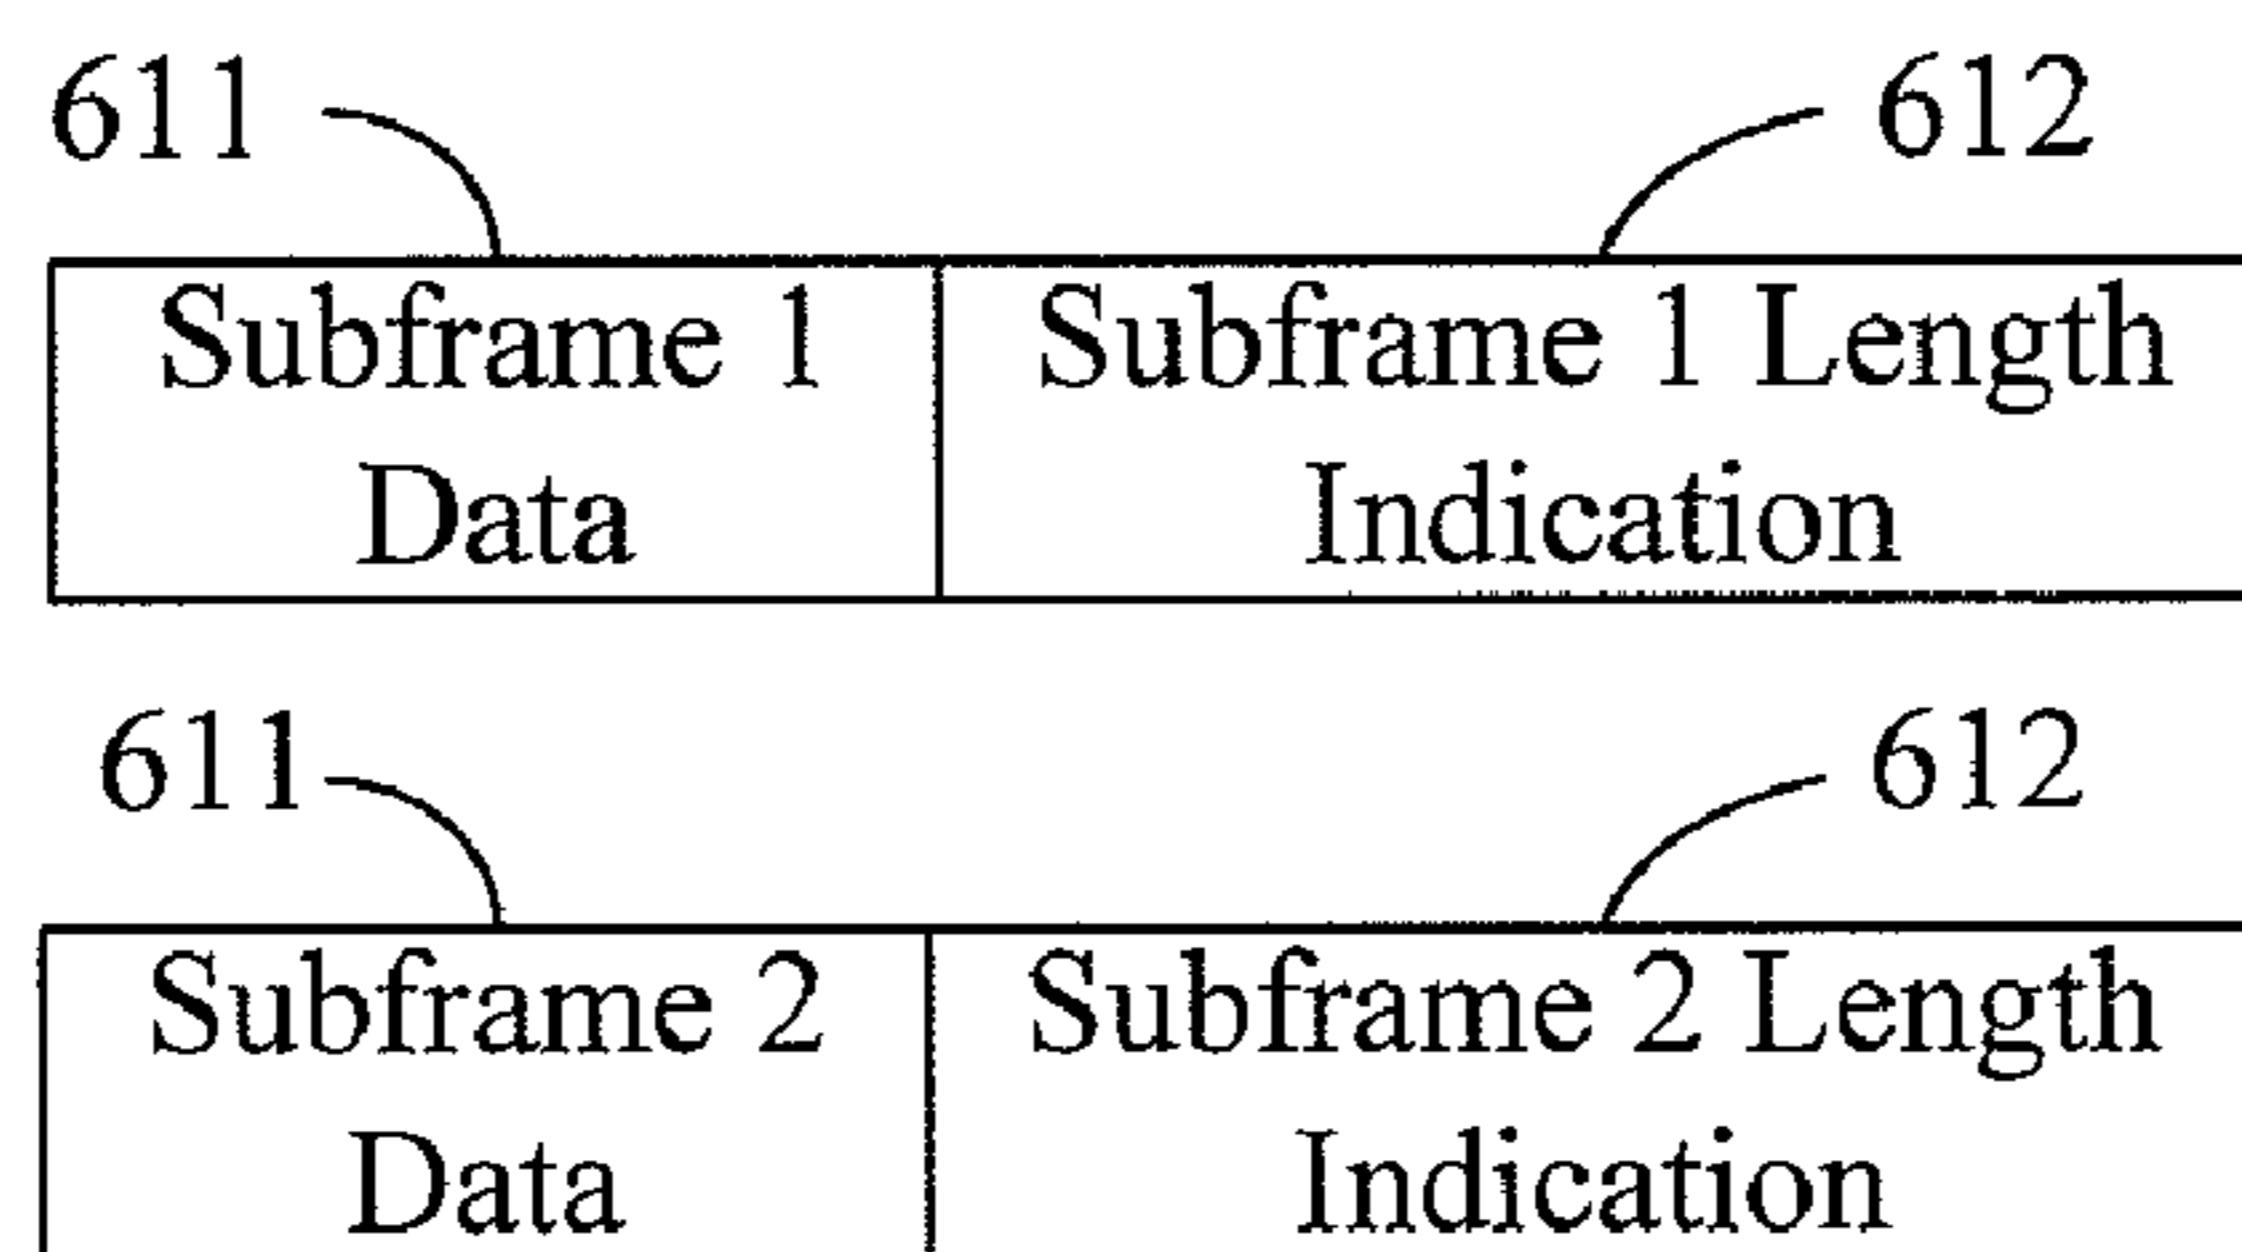 611 612
Subframe 1 Subframe 1 Length
Data Indication
611 612
Subframe 2 Subframe 2 Length
Data Indication